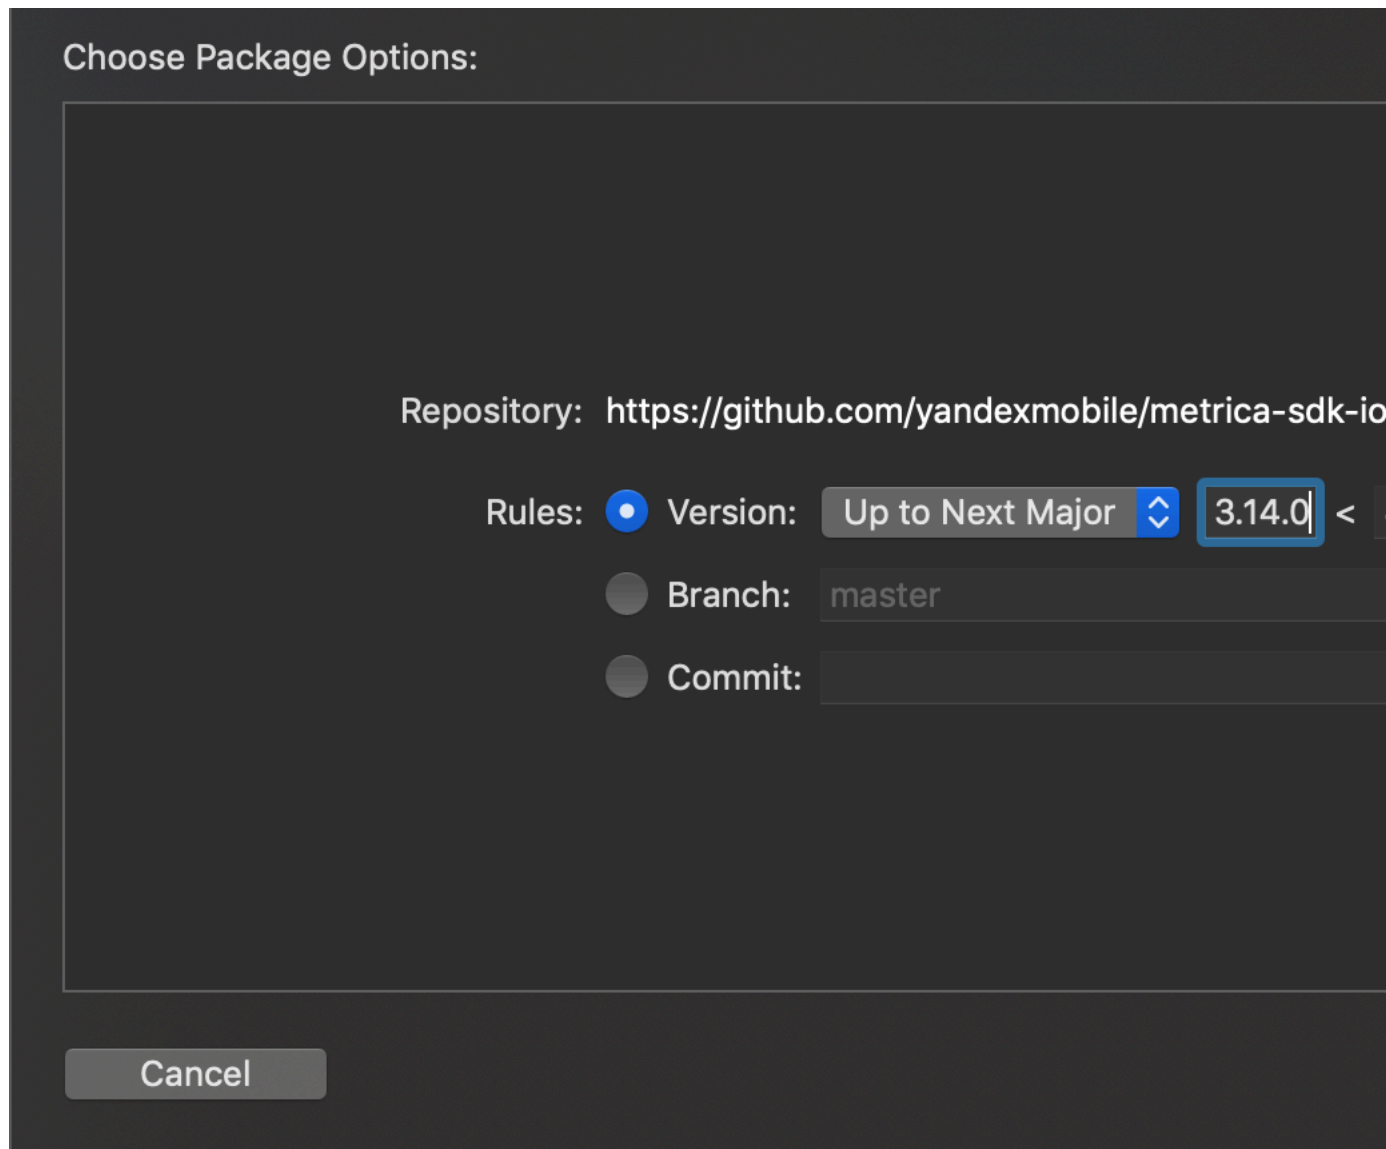 Choose Package Options:
Repository: https://github.com/yandexmobile/metrica-sdk-io
Rules: Version: Up to Next Major 3.14.0 <
Branch: master
Commit:
Cancel